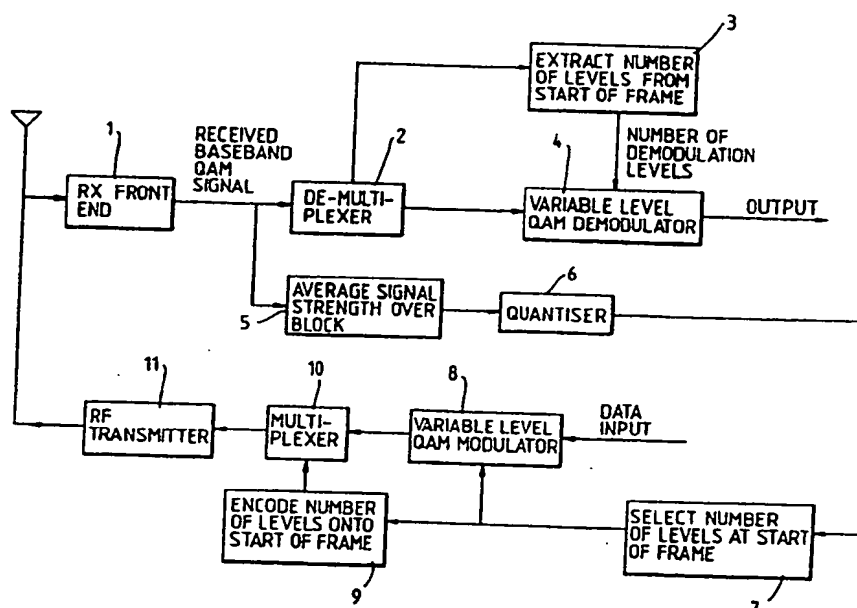 3
EXTRACT NUMBER
OF LEVELS FROM
START OF FRAME
1
RECEIVED
BASEBAND
QAM
SIGNAL
2
4
NUMBER OF
DEMODULATION
LEVELS
RX FRONT
END
DE-MULTI-
PLEXER
VARIABLE LEVEL
QAM DEMODULATOR
OUTPUT
5
AVERAGE SIGNAL
STRENGTH OVER
BLOCK
6
QUANTISER
11
RF
TRANSMITTER
10
MULTI-
PLEXER
8
VARIABLE LEVEL
QAM MODULATOR
DATA
INPUT
ENCODE NUMBER
OF LEVELS ONTO
START OF FRAME
9
SELECT NUMBER
OF LEVELS AT START
OF FRAME
7